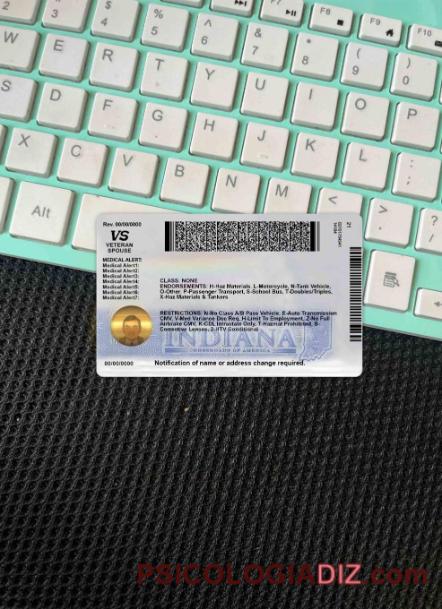 2 3 $ 4 % 5 ^ 6 & 7 * 8 ( 9 ) 0
F8 F9 F10
W E R T Y U I O P
S D F G H J K L : ;
X C V B N M < > .
Alt
Rev. 00/00/0000
VS
VETERAN
SPOUSE
MEDICAL ALERT:
Medical Alert1:
Medical Alert2:
Medical Alert3:
Medical Alert4:
Medical Alert5:
Medical Alert6:
Medical Alert7:
CLASS: NONE
ENDORSEMENTS: H-Haz Materials, L-Motorcycle, N-Tank Vehicle,
O-Other, P-Passenger Transport, S-School Bus, T-Doubles/Triples,
X-Haz Materials & Tankers
RESTRICTIONS: N-No Class A/B Pass Vehicle, E-Auto Transmission
CMV, V-Med Variance Doc Req, H-Limit To Employment, Z-No Full
Airbrake CMV, K-CDL Intrastate Only, T-Hazmat Prohibited, B-
Corrective Lenses, 2-IITV Conditional
INDIANA
CROSSROADS OF AMERICA
00/00/0000
Notification of name or address change required.
PSICOLOGIADIZ.com